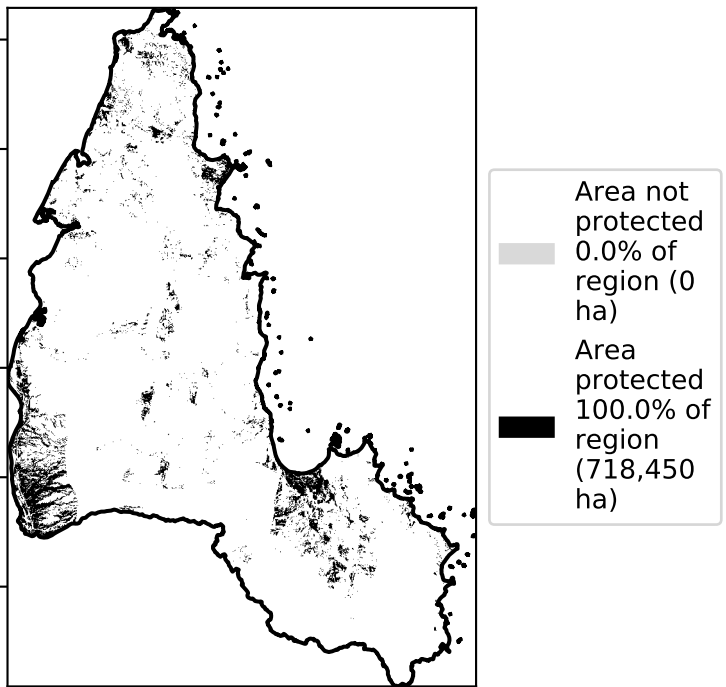 Area not
protected
0.0% of
region (0
ha)
Area
protected
100.0% of
region
(718,450
ha)